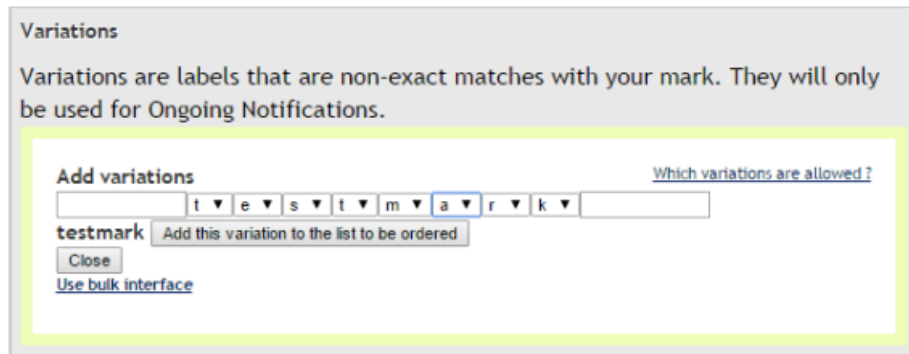 Variations
Variations are labels that are non-exact matches with your mark. They will only
be used for Ongoing Notifications.
Add variations Which variations are allowed ?
t ▼ e ▼ s ▼ t ▼ m ▼ a ▼ r ▼ k ▼
testmark Add this variation to the list to be ordered
Close
Use bulk interface